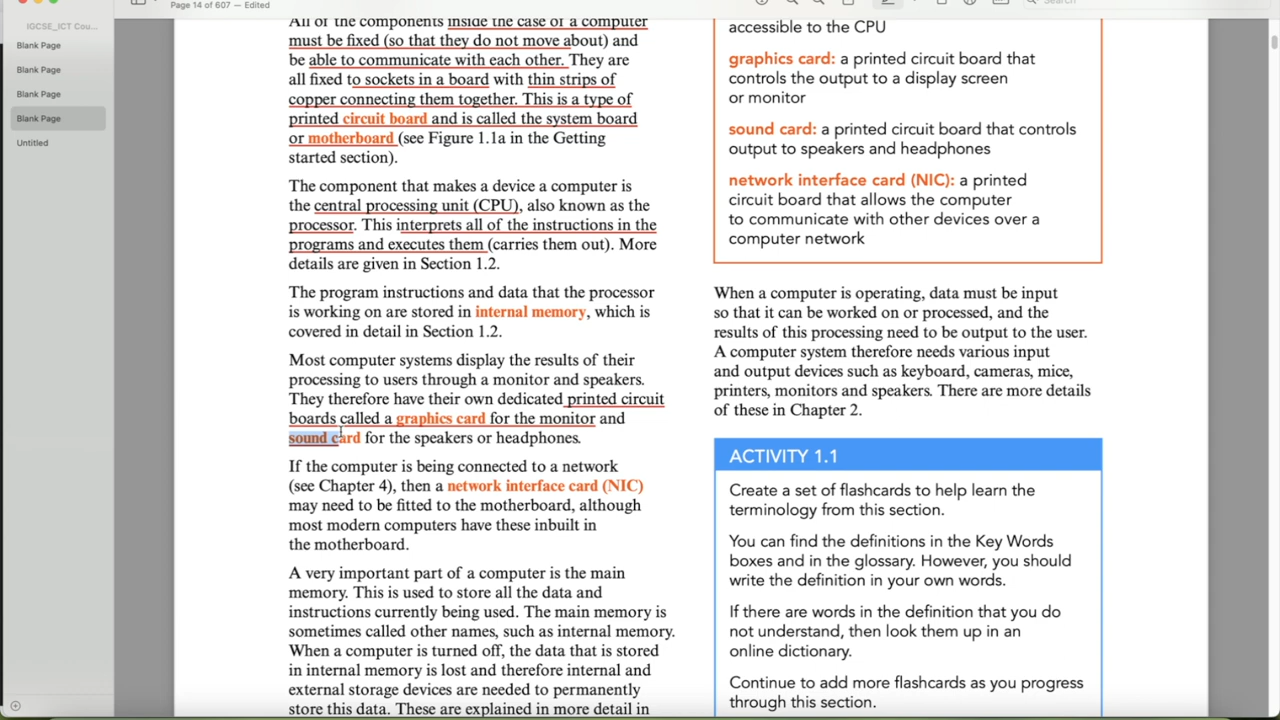 Page 14 of 607 — Edited
Search
IGCSE_ICT Cou...
Blank Page
Blank Page
Blank Page
Blank Page
Untitled
All of the components inside the case of a computer
must be fixed (so that they do not move about) and
be able to communicate with each other. They are
all fixed to sockets in a board with thin strips of
copper connecting them together. This is a type of
printed circuit board and is called the system board
or motherboard (see Figure 1.1a in the Getting
started section).
The component that makes a device a computer is
the central processing unit (CPU), also known as the
processor. This interprets all of the instructions in the
programs and executes them (carries them out). More
details are given in Section 1.2.
The program instructions and data that the processor
is working on are stored in internal memory, which is
covered in detail in Section 1.2.
Most computer systems display the results of their
processing to users through a monitor and speakers.
They therefore have their own dedicated printed circuit
boards called a graphics card for the monitor and
sound card for the speakers or headphones.
If the computer is being connected to a network
(see Chapter 4), then a network interface card (NIC)
may need to be fitted to the motherboard, although
most modern computers have these inbuilt in
the motherboard.
A very important part of a computer is the main
memory. This is used to store all the data and
instructions currently being used. The main memory is
sometimes called other names, such as internal memory.
When a computer is turned off, the data that is stored
in internal memory is lost and therefore internal and
external storage devices are needed to permanently
store this data. These are explained in more detail in
accessible to the CPU
graphics card: a printed circuit board that
controls the output to a display screen
or monitor
sound card: a printed circuit board that controls
output to speakers and headphones
network interface card (NIC): a printed
circuit board that allows the computer
to communicate with other devices over a
computer network
When a computer is operating, data must be input
so that it can be worked on or processed, and the
results of this processing need to be output to the user.
A computer system therefore needs various input
and output devices such as keyboard, cameras, mice,
printers, monitors and speakers. There are more details
of these in Chapter 2.
ACTIVITY 1.1
Create a set of flashcards to help learn the
terminology from this section.
You can find the definitions in the Key Words
boxes and in the glossary. However, you should
write the definition in your own words.
If there are words in the definition that you do
not understand, then look them up in an
online dictionary.
Continue to add more flashcards as you progress
through this section.